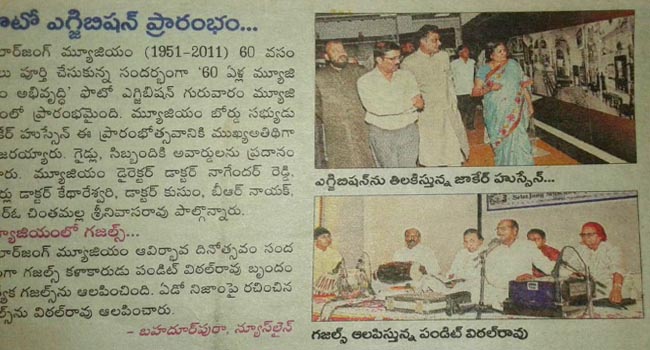 ఫొటో ఎగ్జిబిషన్ ప్రారంభం...
లార్‌జంగ్ మ్యూజియం (1951-2011) 60 వసం
లు పూర్తి చేసుకున్న సందర్భంగా '60 ఏళ్ల మ్యూజి
ం అభివృద్ధి' ఫొటో ఎగ్జిబిషన్ గురువారం మ్యూజి
ంలో ప్రారంభమైంది. మ్యూజియం బోర్డు సభ్యుడు
కేర్ హుస్సేన్ ఈ ప్రారంభోత్సవానికి ముఖ్యఅతిథిగా
జరయ్యారు. గైడ్లు, సిబ్బందికి అవార్డులను ప్రదానం
ారు. మ్యూజియం డైరెక్టర్ డాక్టర్ నాగేందర్ రెడ్డి,
ర్లు డాక్టర్ కేథారేశ్వరి, డాక్టర్ కుసుం, బీఆర్ నాయక్,
ర్ఓ చింతమల్ల శ్రీనివాసరావు పాల్గొన్నారు.
్యూజియంలో గజల్స్...
లార్‌జంగ్ మ్యూజియం ఆవిర్భావ దినోత్సవం సంద
ంగా గజల్స్ కళాకారుడు పండిట్ విఠల్‌రావు బృందం
్యేక గజల్స్‌ను ఆలపించింది. ఏడో నిజాంపై రచించిన
ల్స్‌ను విఠల్‌రావు ఆలపించారు.
- బహదూర్‌పురా, న్యూస్‌లైన్
ఎగ్జిబిషన్‌ను తిలకిస్తున్న జాకేర్ హుస్సేన్...
Salar Jung
గజల్స్ ఆలపిస్తున్న పండిట్ విఠల్‌రావు